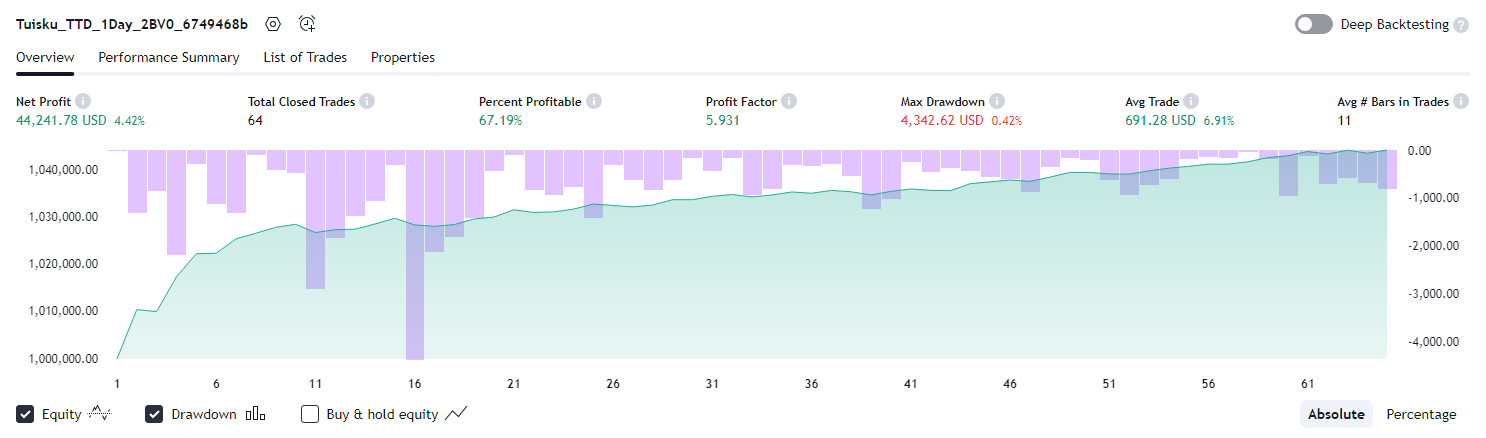 Tuisku_TTD_1Day_2BV0_6749468b
Deep Backtesting ?
Overview Performance Summary List of Trades Properties
Net Profit i Total Closed Trades i Percent Profitable i Profit Factor i Max Drawdown i Avg Trade i Avg # Bars in Trades i
44,241.78 USD 4.42% 64 67.19% 5.931 4,342.62 USD 0.42% 691.28 USD 6.91% 11
1,040,000.00
1,030,000.00
1,020,000.00
1,010,000.00
1,000,000.00
0.00
-1,000.00
-2,000.00
-3,000.00
-4,000.00
1 6 11 16 21 26 31 36 41 46 51 56 61
Equity Drawdown Buy & hold equity Absolute Percentage